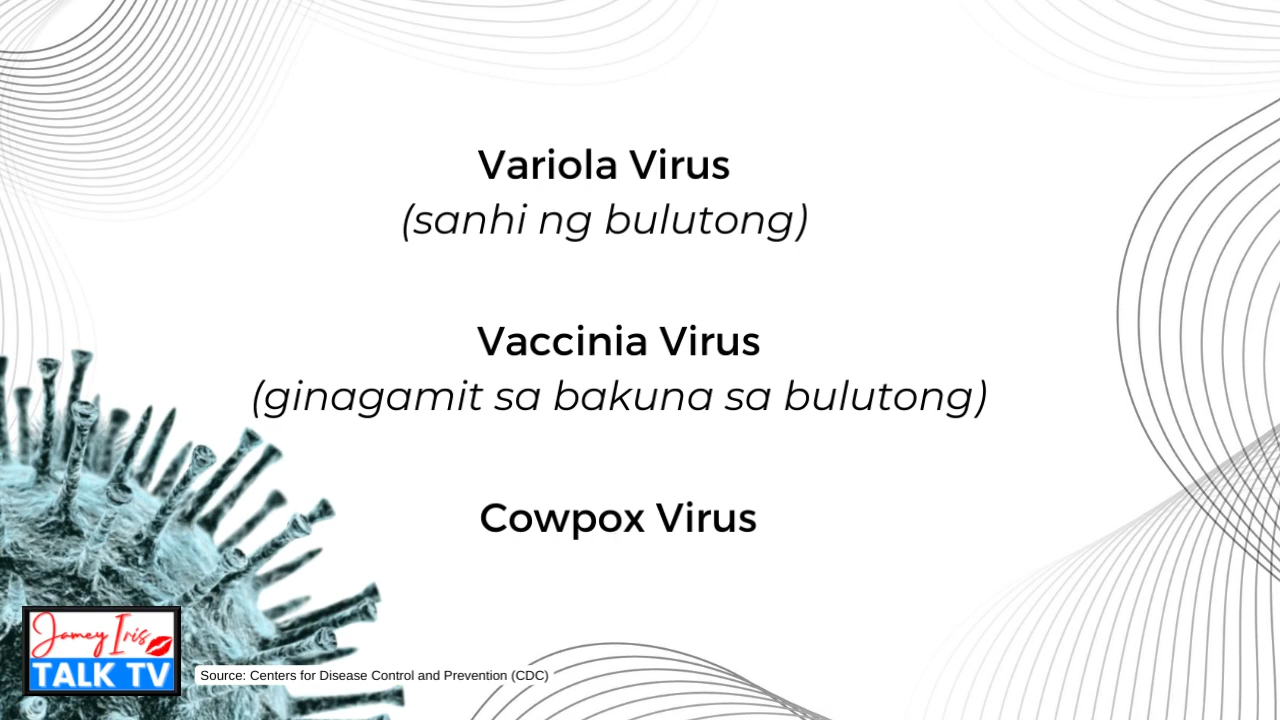 Variola Virus
(sanhi ng bulutong)
Vaccinia Virus
(ginagamit sa bakuna sa bulutong)
Cowpox Virus
Jamey Iris
TALK TV
Source: Centers for Disease Control and Prevention (CDC)